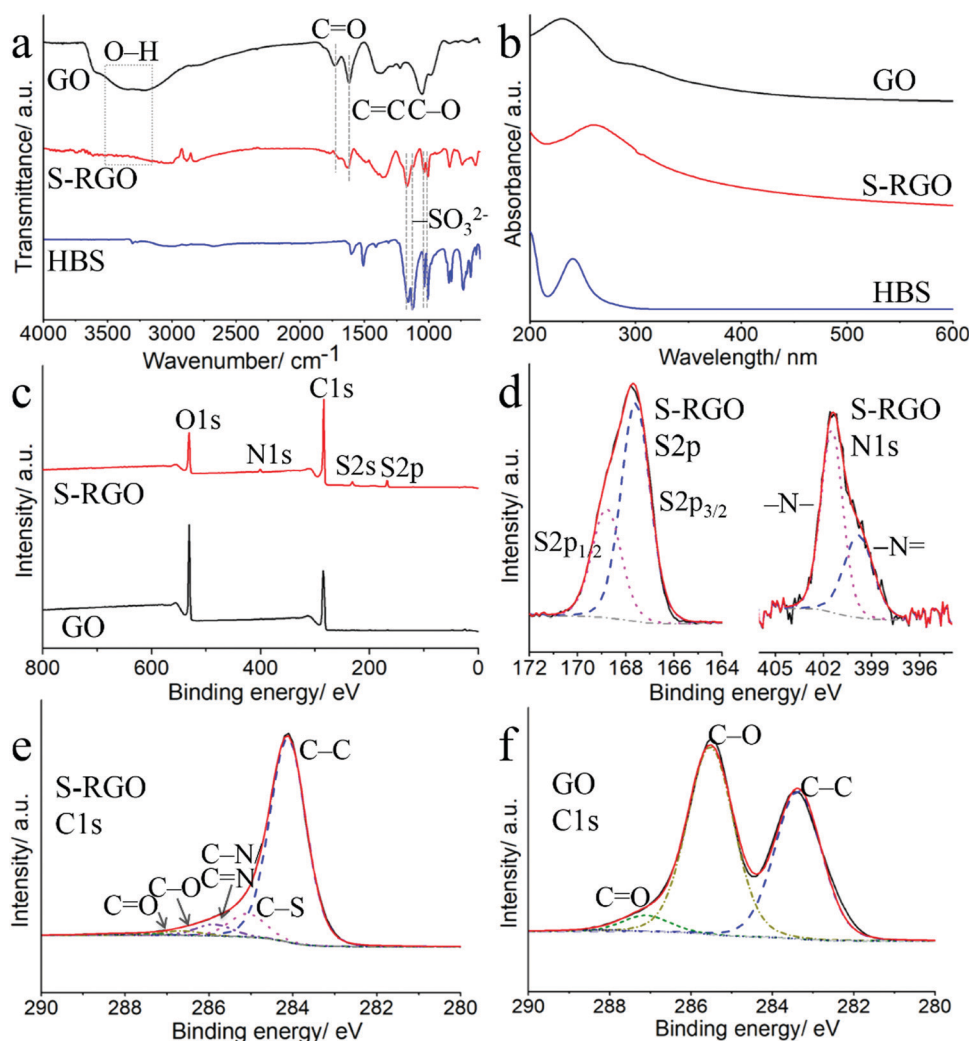 a
C=O
O–H
GO
C=C C–O
S-RGO
–SO₃²⁻
HBS
Transmittance/ a.u.
4000 3500 3000 2500 2000 1500 1000
Wavenumber/ cm⁻¹
b
GO
S-RGO
HBS
Absorbance/ a.u.
200 300 400 500 600
Wavelength/ nm
c
C1s
O1s
N1s
S2s S2p
S-RGO
GO
Intensity/ a.u.
800 600 400 200 0
Binding energy/ eV
d
S-RGO
S2p
S2p₃/₂
S2p₁/₂
S-RGO
N1s
–N–
–N=
Intensity/ a.u.
172 170 168 166 164
405 402 399 396
Binding energy/ eV
e
S-RGO
C1s
C–C
C–N
C=N
C–O
C=O
C–S
Intensity/ a.u.
290 288 286 284 282 280
Binding energy/ eV
f
GO
C1s
C–O
C–C
C=O
Intensity/ a.u.
290 288 286 284 282 280
Binding energy/ eV